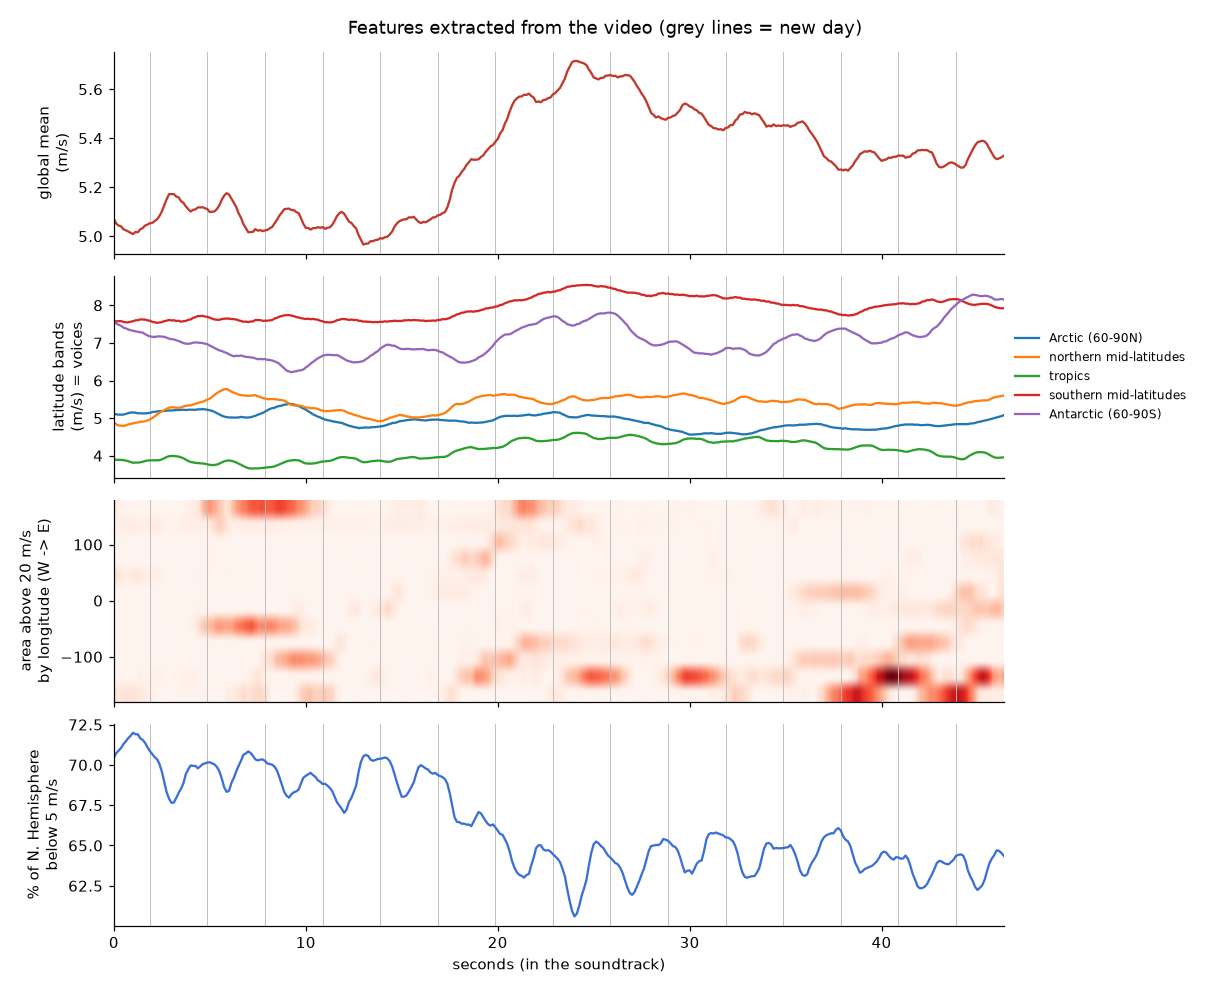 Features extracted from the video (grey lines = new day)
global mean
(m/s)
5.6
5.4
5.2
5.0
latitude bands
(m/s) = voices
8
7
6
5
4
Arctic (60-90N)
northern mid-latitudes
tropics
southern mid-latitudes
Antarctic (60-90S)
area above 20 m/s
by longitude (W -> E)
100
0
−100
% of N. Hemisphere
below 5 m/s
72.5
70.0
67.5
65.0
62.5
0
10
20
30
40
seconds (in the soundtrack)